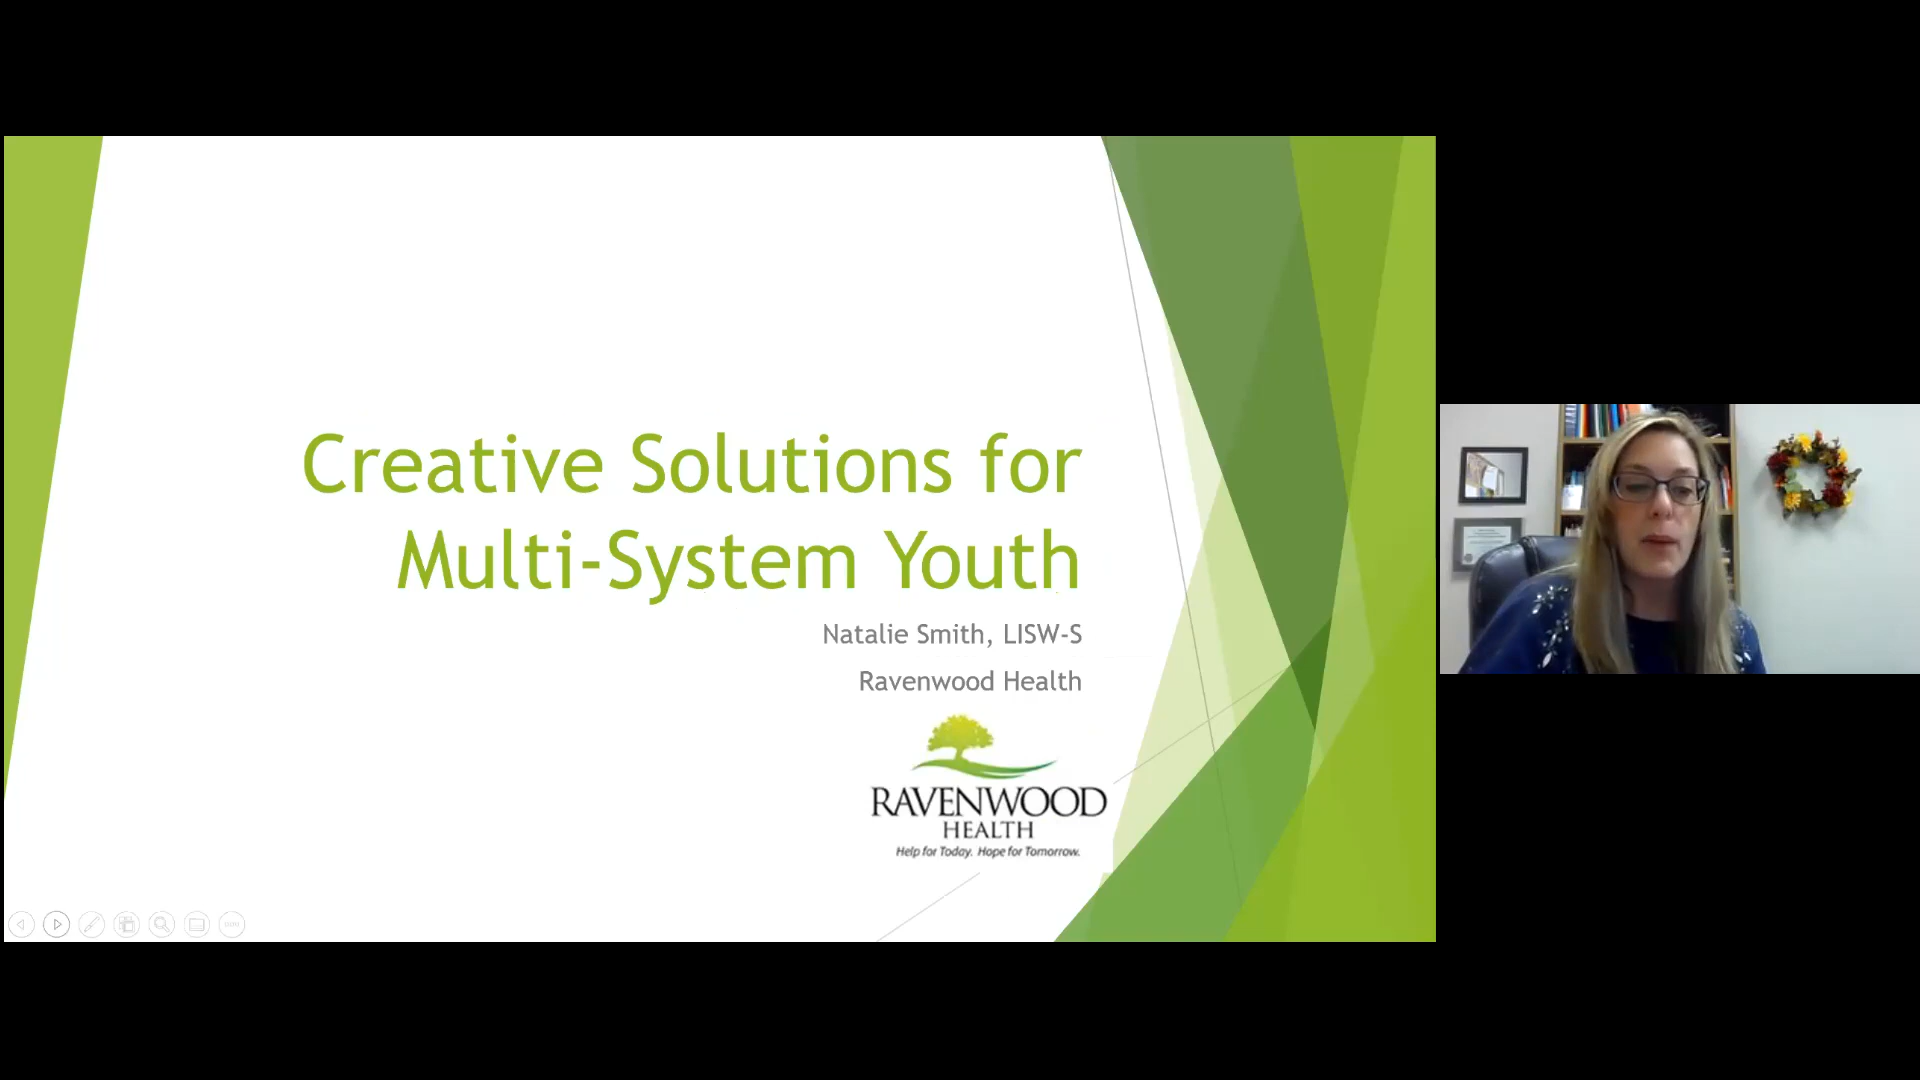 Creative Solutions for
Multi-System Youth
Natalie Smith, LISW-S
Ravenwood Health
RAVENWOOD
HEALTH
Help for Today. Hope for Tomorrow.